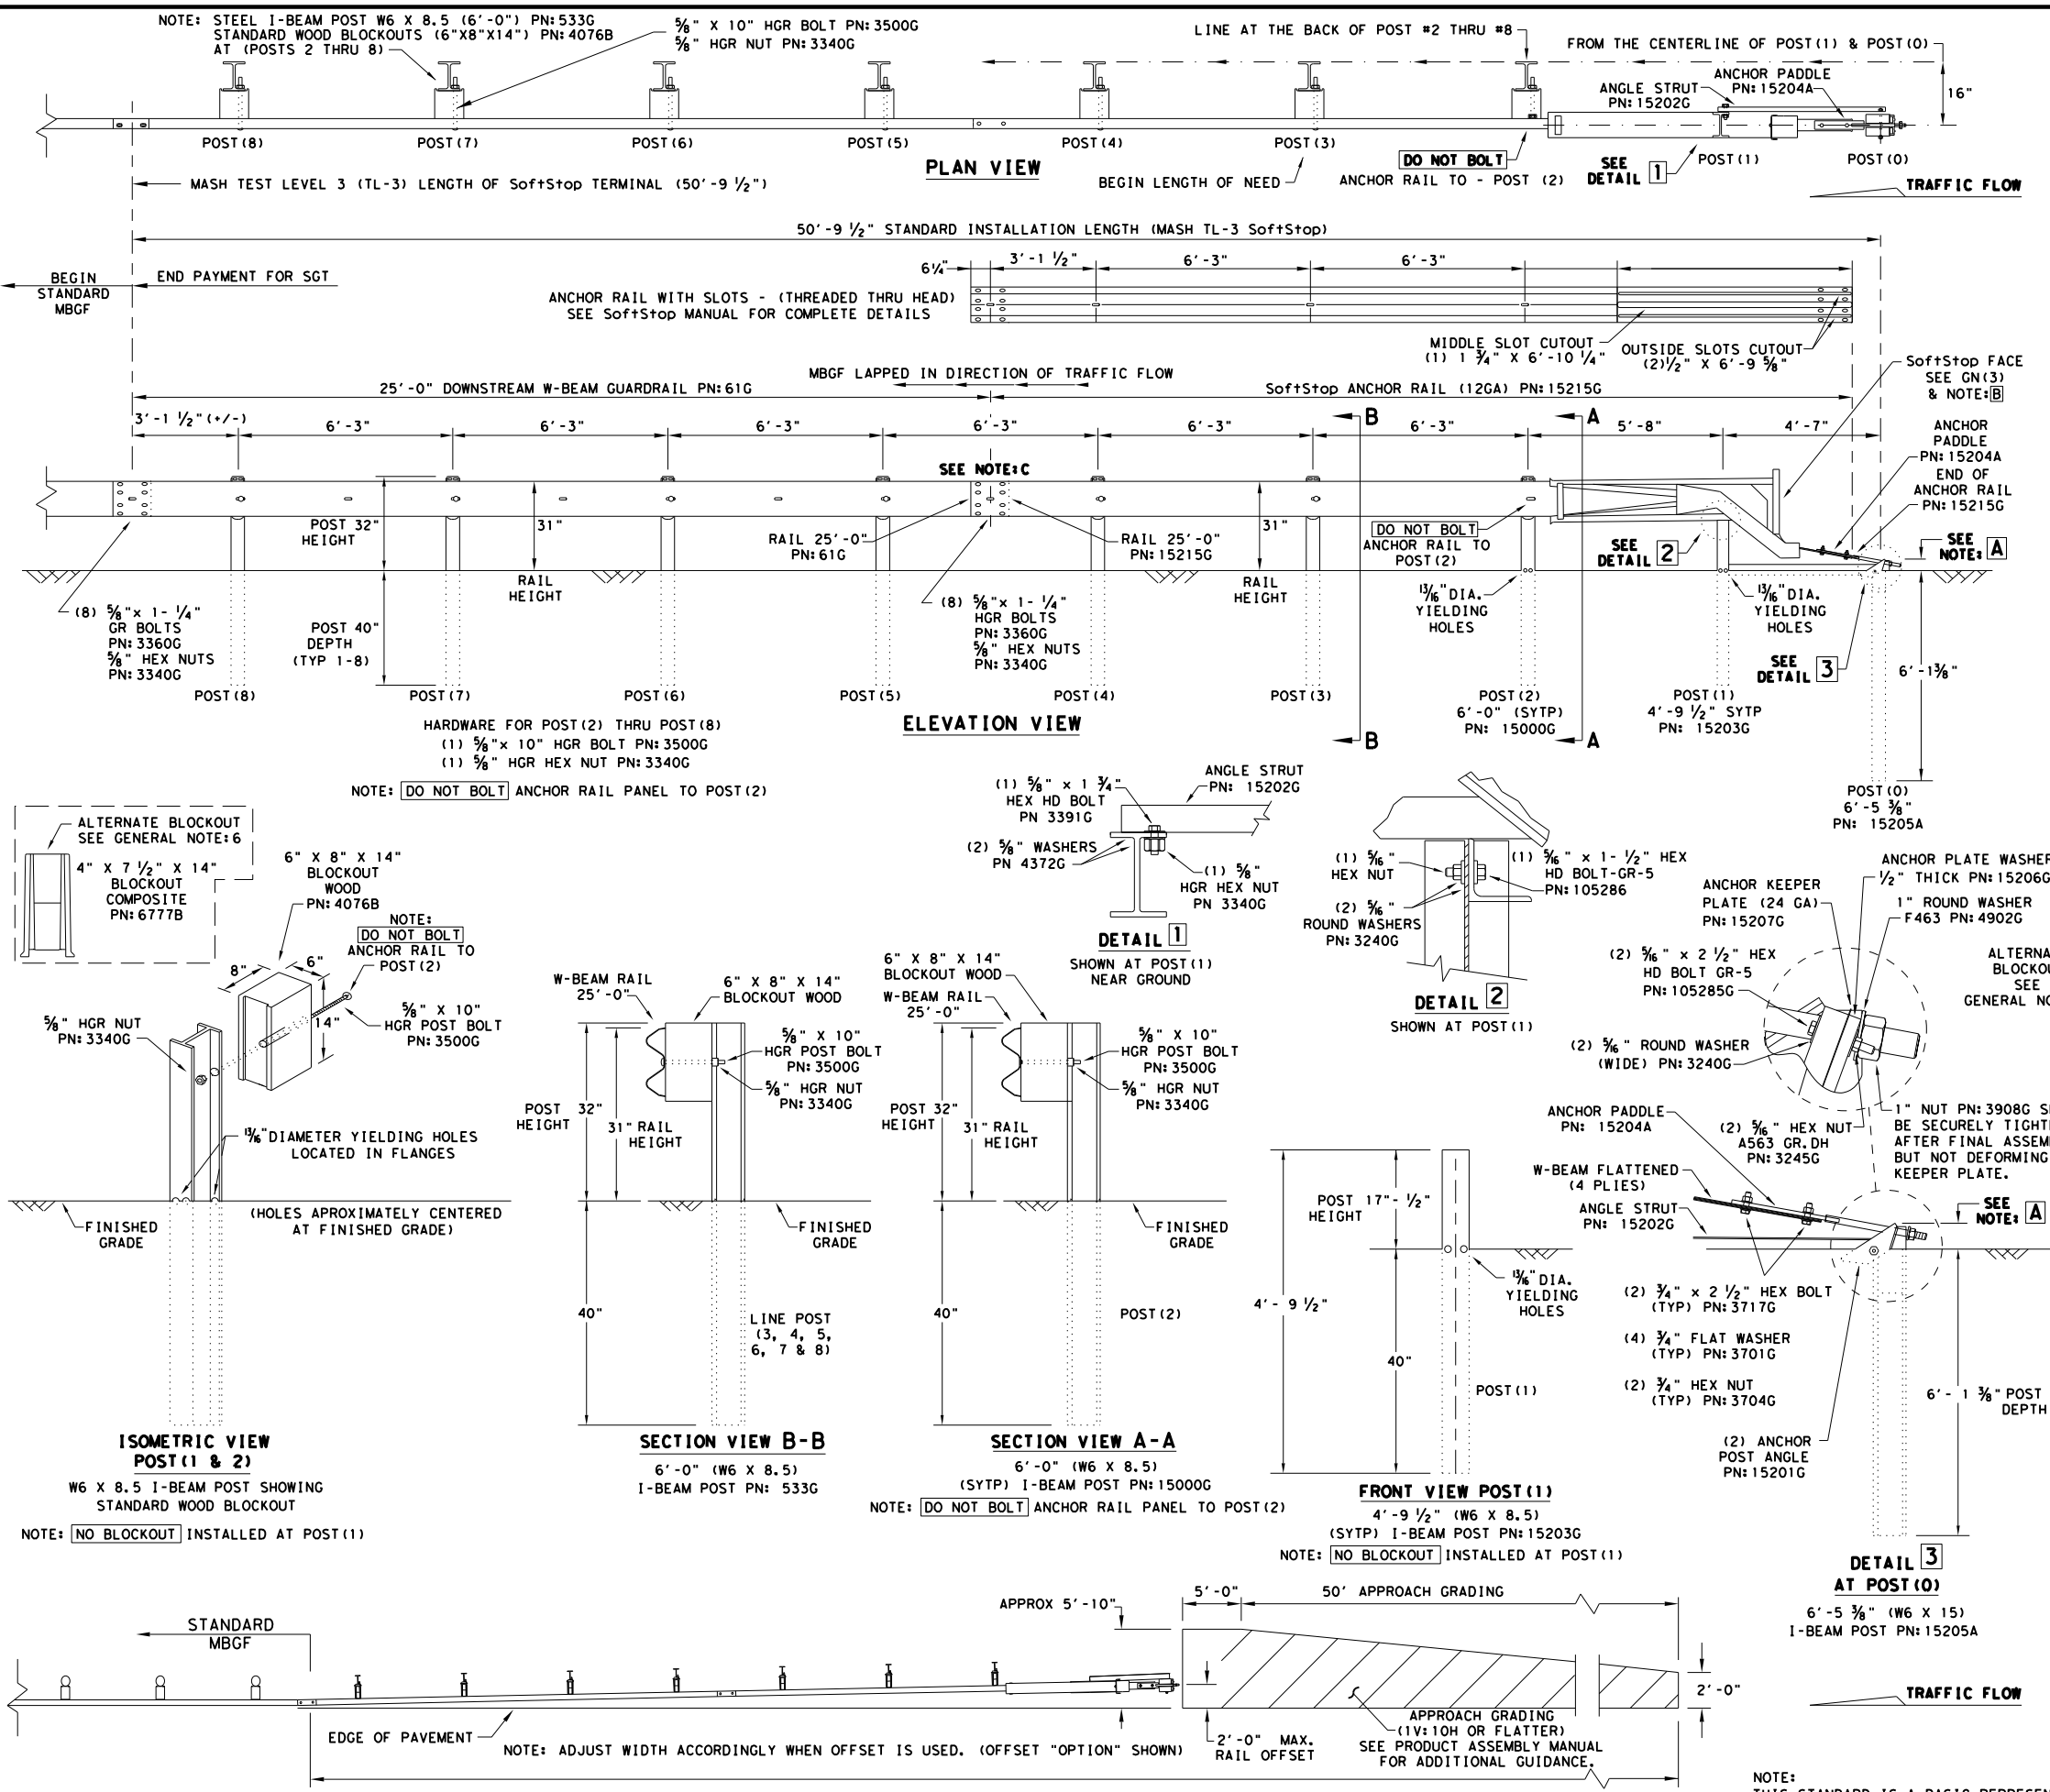 NOTE: STEEL I-BEAM POST W6 X 8.5 (6'-0") PN:533G
STANDARD WOOD BLOCKOUTS (6"X8"X14") PN:4076B
AT (POSTS 2 THRU 8)
⅝" X 10" HGR BOLT PN:3500G
⅝" HGR NUT PN:3340G
LINE AT THE BACK OF POST #2 THRU #8
FROM THE CENTERLINE OF POST(1) & POST(0)
ANGLE STRUT
PN:15202G
ANCHOR PADDLE
PN:15204A
16"
POST(8)
POST(7)
POST(6)
POST(5)
POST(4)
POST(3)
POST(1)
POST(0)
PLAN VIEW
DO NOT BOLT
ANCHOR RAIL TO - POST (2)
SEE
DETAIL 1
MASH TEST LEVEL 3 (TL-3) LENGTH OF SoftStop TERMINAL (50'-9 ½")
BEGIN LENGTH OF NEED
TRAFFIC FLOW
50'-9 ½" STANDARD INSTALLATION LENGTH (MASH TL-3 SoftStop)
BEGIN
STANDARD
MBGF
END PAYMENT FOR SGT
6¼"
3'-1 ½"
6'-3"
6'-3"
ANCHOR RAIL WITH SLOTS - (THREADED THRU HEAD)
SEE SoftStop MANUAL FOR COMPLETE DETAILS
MIDDLE SLOT CUTOUT
(1) 1 ¾" X 6'-10 ¼"
OUTSIDE SLOTS CUTOUT
(2)½" X 6'-9 ⅝"
SoftStop FACE
SEE GN(3)
& NOTE:B
MBGF LAPPED IN DIRECTION OF TRAFFIC FLOW
25'-0" DOWNSTREAM W-BEAM GUARDRAIL PN:61G
SoftStop ANCHOR RAIL (12GA) PN:15215G
3'-1 ½"(+/-)
6'-3"
6'-3"
6'-3"
6'-3"
6'-3"
6'-3"
5'-8"
4'-7"
B
A
ANCHOR
PADDLE
PN:15204A
END OF
ANCHOR RAIL
PN:15215G
SEE NOTE:C
POST 32"
HEIGHT
31"
RAIL
HEIGHT
RAIL 25'-0"
PN:61G
RAIL 25'-0"
PN:15215G
31"
RAIL
HEIGHT
DO NOT BOLT
ANCHOR RAIL TO
POST(2)
SEE
DETAIL 2
SEE
NOTE: A
(8) ⅝"x 1- ¼"
GR BOLTS
PN:3360G
⅝" HEX NUTS
PN:3340G
POST 40"
DEPTH
(TYP 1-8)
(8) ⅝"x 1- ¼"
HGR BOLTS
PN:3360G
⅝" HEX NUTS
PN:3340G
13/16" DIA.
YIELDING
HOLES
13/16" DIA.
YIELDING
HOLES
SEE
DETAIL 3
6'-1⅜"
POST(8)
POST(7)
POST(6)
POST(5)
POST(4)
POST(3)
POST(2)
6'-0" (SYTP)
PN: 15000G
POST(1)
4'-9 ½" SYTP
PN: 15203G
B
A
HARDWARE FOR POST(2) THRU POST(8)
(1) ⅝"x 10" HGR BOLT PN:3500G
(1) ⅝" HGR HEX NUT PN:3340G
ELEVATION VIEW
NOTE: DO NOT BOLT ANCHOR RAIL PANEL TO POST(2)
POST(0)
6'-5 ⅜"
PN: 15205A
ALTERNATE BLOCKOUT
SEE GENERAL NOTE:6
4" X 7 ½" X 14"
BLOCKOUT
COMPOSITE
PN:6777B
6" X 8" X 14"
BLOCKOUT
WOOD
PN:4076B
NOTE:
DO NOT BOLT
ANCHOR RAIL TO
POST(2)
8"
6"
14"
⅝" X 10"
HGR POST BOLT
PN:3500G
⅝" HGR NUT
PN:3340G
13/16"DIAMETER YIELDING HOLES
LOCATED IN FLANGES
(HOLES APROXIMATELY CENTERED
AT FINISHED GRADE)
FINISHED
GRADE
ISOMETRIC VIEW
POST(1 & 2)
W6 X 8.5 I-BEAM POST SHOWING
STANDARD WOOD BLOCKOUT
NOTE: NO BLOCKOUT INSTALLED AT POST(1)
(1) ⅝" x 1 ¾"
HEX HD BOLT
PN 3391G
ANGLE STRUT
PN: 15202G
(2) ⅝" WASHERS
PN 4372G
(1) ⅝"
HGR HEX NUT
PN 3340G
DETAIL 1
SHOWN AT POST(1)
NEAR GROUND
(1) 5/16"
HEX NUT
(1) 5/16" x 1- ½" HEX
HD BOLT-GR-5
PN:105286
(2) 5/16"
ROUND WASHERS
PN:3240G
DETAIL 2
SHOWN AT POST(1)
ANCHOR PLATE WASHER
½" THICK PN:15206G
ANCHOR KEEPER
PLATE (24 GA)
PN:15207G
1" ROUND WASHER
F463 PN:4902G
(2) 5/16" x 2 ½" HEX
HD BOLT GR-5
PN:105285G
(2) 5/16" ROUND WASHER
(WIDE) PN:3240G
SEE
(2) 5/16" HEX NUT
A563 GR.DH
PN:3245G
1" NUT PN:3908G
BE SECURELY
AFTER FINAL
BUT NOT DEFORMING
KEEPER PLATE.
W-BEAM RAIL
25'-0"
6" X 8" X 14"
BLOCKOUT WOOD
⅝" X 10"
HGR POST BOLT
PN:3500G
⅝" HGR NUT
PN:3340G
POST 32"
HEIGHT
31" RAIL
HEIGHT
FINISHED
GRADE
40"
LINE POST
(3, 4, 5,
6, 7 & 8)
SECTION VIEW B-B
6'-0" (W6 X 8.5)
I-BEAM POST PN: 533G
6" X 8" X 14"
BLOCKOUT WOOD
W-BEAM RAIL
25'-0"
⅝" X 10"
HGR POST BOLT
PN:3500G
⅝" HGR NUT
PN:3340G
POST 32"
HEIGHT
31" RAIL
HEIGHT
FINISHED
GRADE
40"
POST(2)
SECTION VIEW A-A
6'-0" (W6 X 8.5)
(SYTP) I-BEAM POST PN:15000G
NOTE: DO NOT BOLT ANCHOR RAIL PANEL TO POST(2)
POST 17"- ½"
HEIGHT
13/16" DIA.
YIELDING
HOLES
4'- 9 ½"
40"
POST(1)
FRONT VIEW POST(1)
4'-9 ½" (W6 X 8.5)
(SYTP) I-BEAM POST PN:15203G
NOTE: NO BLOCKOUT INSTALLED AT POST(1)
ANCHOR PADDLE
PN: 15204A
W-BEAM FLATTENED
(4 PLIES)
ANGLE STRUT
PN: 15202G
SEE
NOTE: A
(2) ¾" x 2 ½" HEX BOLT
(TYP) PN:3717G
(4) ¾" FLAT WASHER
(TYP) PN:3701G
(2) ¾" HEX NUT
(TYP) PN:3704G
6'- 1 ⅜" POST
DEPTH
(2) ANCHOR
POST ANGLE
PN:15201G
DETAIL 3
AT POST(0)
6'-5 ⅜" (W6 X 15)
I-BEAM POST PN:15205A
STANDARD
MBGF
APPROX 5'-10"
5'-0"
50' APPROACH GRADING
2'-0"
TRAFFIC FLOW
EDGE OF PAVEMENT
NOTE: ADJUST WIDTH ACCORDINGLY WHEN OFFSET IS USED. (OFFSET "OPTION" SHOWN)
2'-0" MAX.
RAIL OFFSET
APPROACH GRADING
(1V:10H OR FLATTER)
SEE PRODUCT ASSEMBLY MANUAL
FOR ADDITIONAL GUIDANCE.
NOTE: